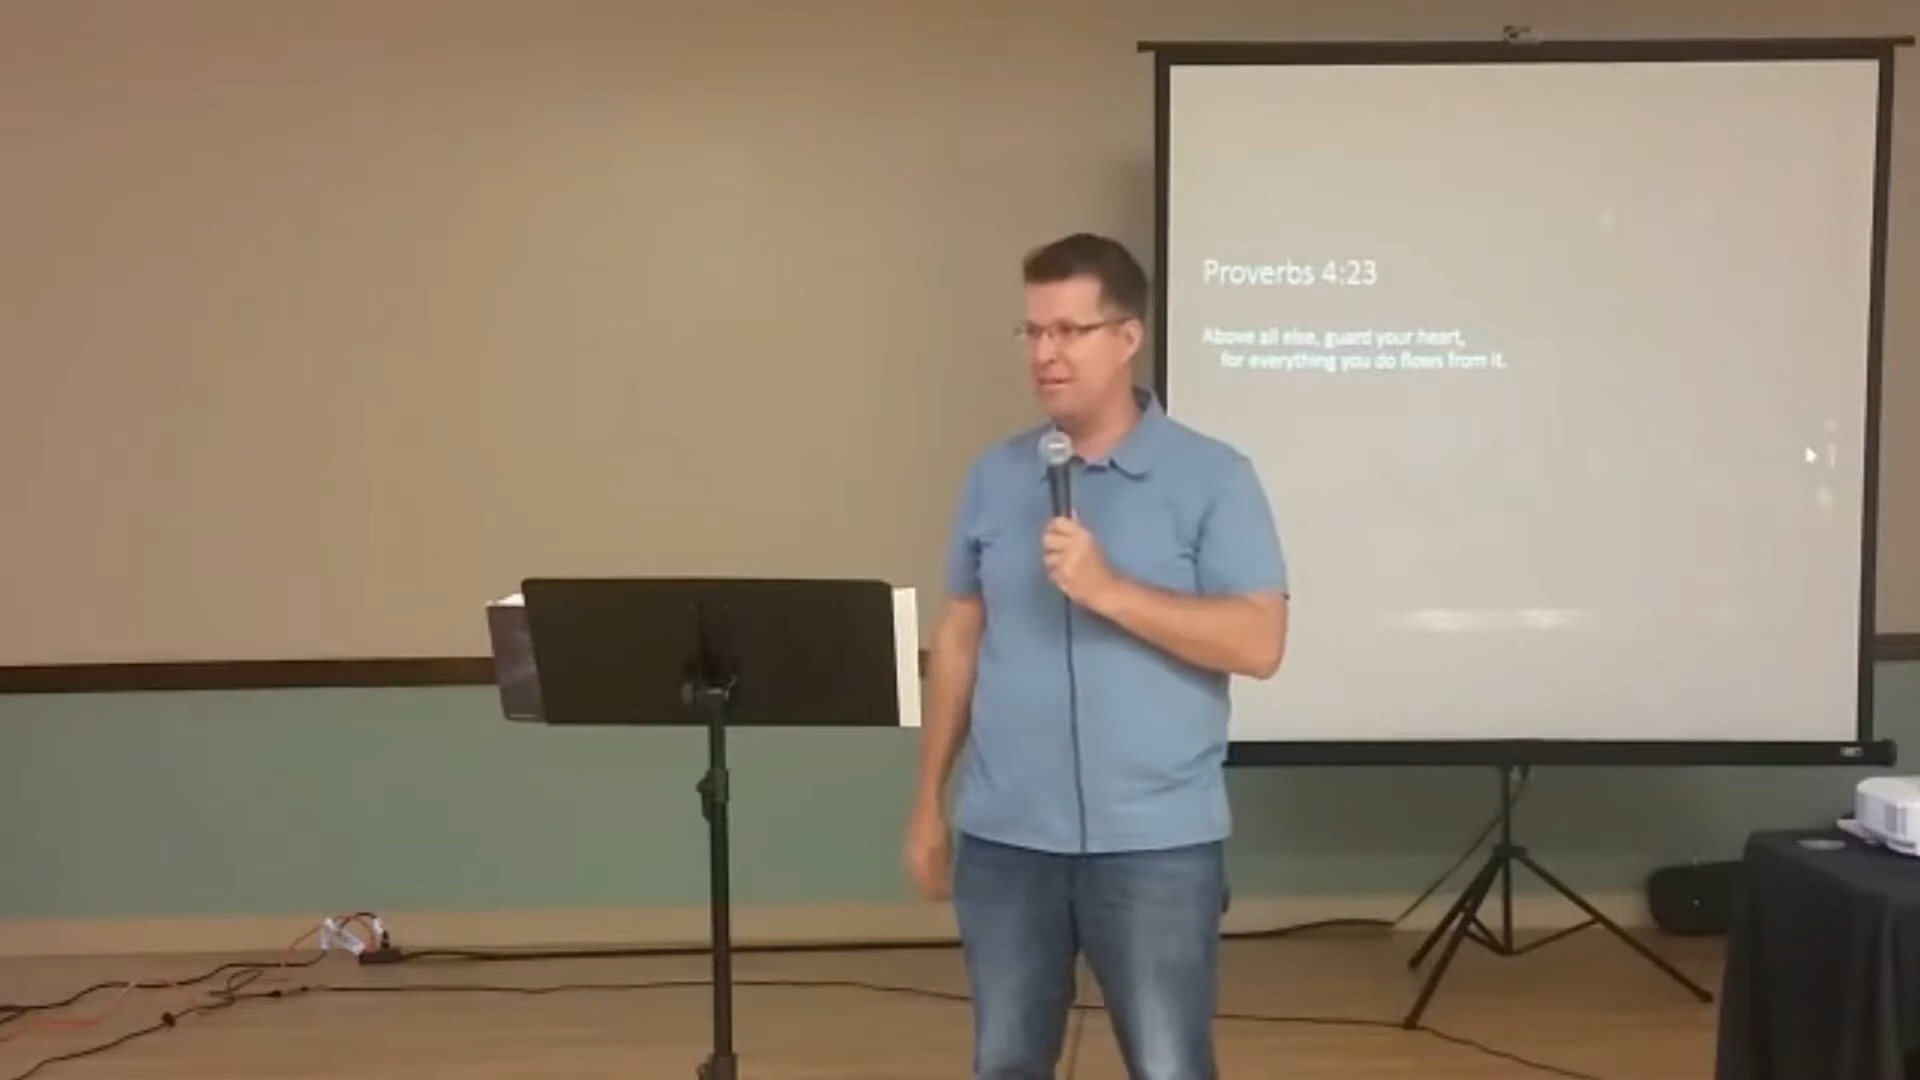 Proverbs 4:23
Above all else, guard your heart,
for everything you do flows from it.